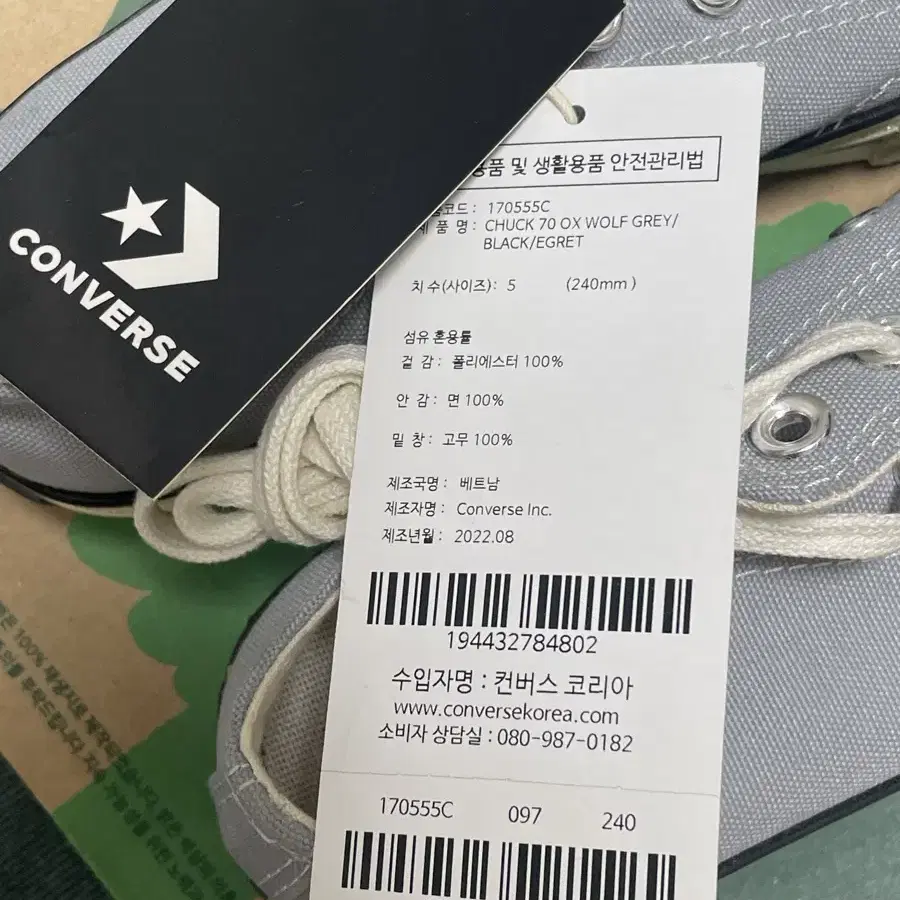 CONVERSE
용품 및 생활용품 안전관리법
코드 : 170555C
품 명 : CHUCK 70 OX WOLF GREY/
BLACK/EGRET
치 수(사이즈) : 5 (240mm)
섬유 혼용률
겉 감 : 폴리에스터 100%
안 감 : 면 100%
밑 창 : 고무 100%
제조국명 : 베트남
제조자명 : Converse Inc.
제조년월 : 2022.08
194432784802
수입자명 : 컨버스 코리아
www.conversekorea.com
소비자 상담실 : 080-987-0182
170555C 097 240